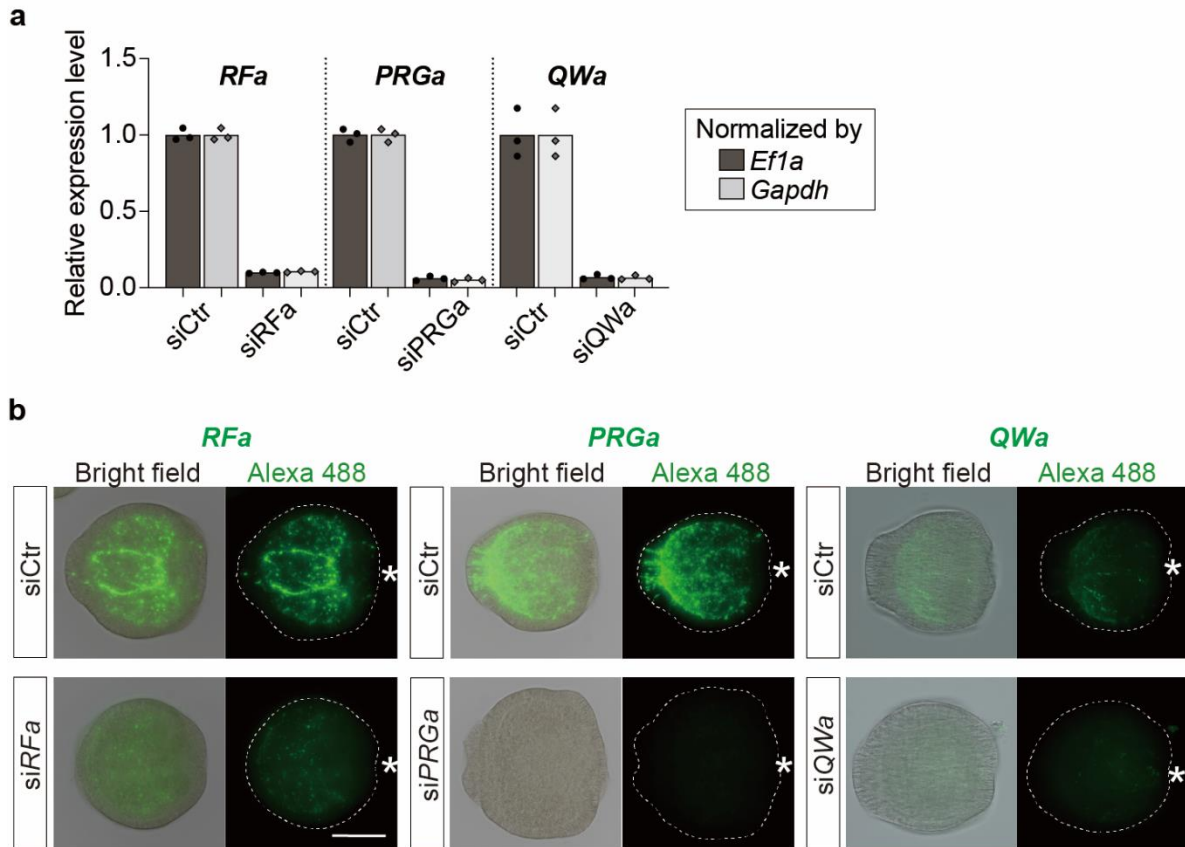 a
Relative expression level
1.5
1.0
0.5
0.0
RFa
PRGa
QWa
siCtr
siRFa
siCtr
siPRGa
siCtr
siQWa
Normalized by
Ef1a
Gapdh
b
RFa
PRGa
QWa
Bright field Alexa 488
Bright field Alexa 488
Bright field Alexa 488
siCtr
*
siCtr
*
siCtr
*
siRFa
*
siPRGa
*
siQWa
*